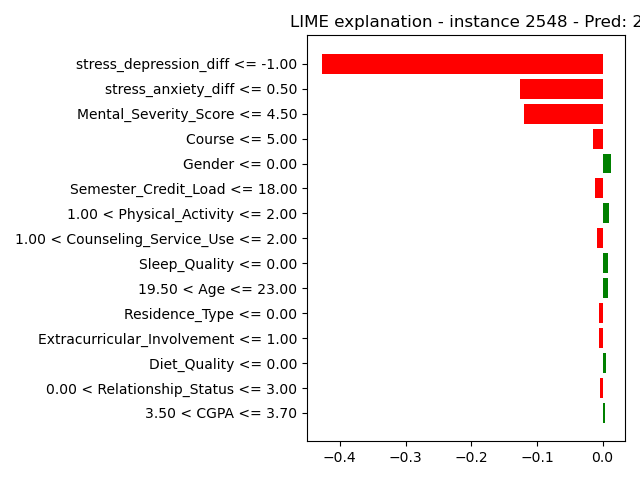 LIME explanation - instance 2548 - Pred: 2
stress_depression_diff <= -1.00
stress_anxiety_diff <= 0.50
Mental_Severity_Score <= 4.50
Course <= 5.00
Gender <= 0.00
Semester_Credit_Load <= 18.00
1.00 < Physical_Activity <= 2.00
1.00 < Counseling_Service_Use <= 2.00
Sleep_Quality <= 0.00
19.50 < Age <= 23.00
Residence_Type <= 0.00
Extracurricular_Involvement <= 1.00
Diet_Quality <= 0.00
0.00 < Relationship_Status <= 3.00
3.50 < CGPA <= 3.70
−0.4 −0.3 −0.2 −0.1 0.0